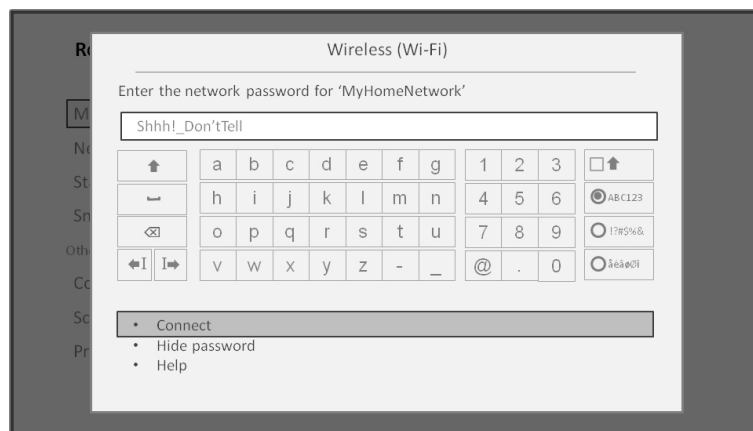 Wireless (Wi-Fi)
Enter the network password for ‘MyHomeNetwork’
Shhh!_Don’tTell
a b c d e f g 1 2 3
h i j k l m n 4 5 6 ABC123
o p q r s t u 7 8 9 !?#$%&
v w x y z - _ @ . 0 åèâøØì
• Connect
• Hide password
• Help